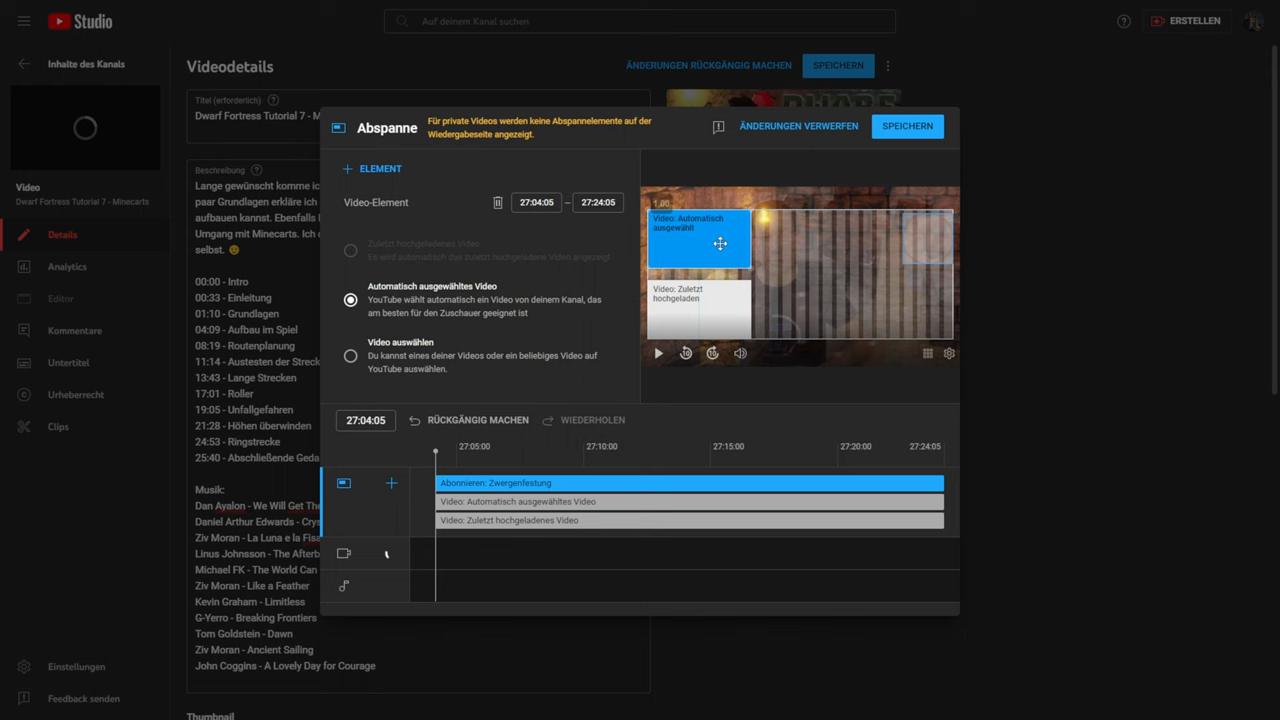 Studio
Auf deinem Kanal suchen
ERSTELLEN
Inhalte des Kanals
Videodetails
ÄNDERUNGEN RÜCKGÄNGIG MACHEN
SPEICHERN
Titel (erforderlich)
Dwarf Fortress Tutorial 7 - M
Abspanne
Für private Videos werden keine Abspannelemente auf der
Wiedergabeseite angezeigt.
ÄNDERUNGEN VERWERFEN
SPEICHERN
Video
Dwarf Fortress Tutorial 7 - Minecarts
Details
Analytics
Editor
Kommentare
Untertitel
Urheberrecht
Clips
Einstellungen
Feedback senden
Beschreibung
Lange gewünscht komme ic
paar Grundlagen erkläre ich
aufbauen kannst. Ebenfalls l
Umgang mit Minecarts. Ich d
selbst.
00:00 - Intro
00:33 - Einleitung
01:10 - Grundlagen
04:09 - Aufbau im Spiel
08:19 - Routenplanung
11:14 - Austesten der Streck
13:43 - Lange Strecken
17:01 - Roller
19:05 - Unfallgefahren
21:28 - Höhen überwinden
24:53 - Ringstrecke
25:40 - Abschließende Geda
Musik:
Dan Ayalon - We Will Get The
Daniel Arthur Edwards - Crys
Ziv Moran - La Luna e la Fisa
Linus Johnsson - The Afterb
Michael FK - The World Can
Ziv Moran - Like a Feather
Kevin Graham - Limitless
G-Yerro - Breaking Frontiers
Tom Goldstein - Dawn
Ziv Moran - Ancient Sailing
John Coggins - A Lovely Day for Courage
Thumbnail
ELEMENT
Video-Element
27:04:05 – 27:24:05
Zuletzt hochgeladenes Video
Es wird automatisch das zuletzt hochgeladene Video angezeigt
Automatisch ausgewähltes Video
YouTube wählt automatisch ein Video von deinem Kanal, das
am besten für den Zuschauer geeignet ist
Video auswählen
Du kannst eines deiner Videos oder ein beliebiges Video auf
YouTube auswählen.
1,00
Video: Automatisch
ausgewählt
Video: Zuletzt
hochgeladen
10
10
27:04:05
RÜCKGÄNGIG MACHEN
WIEDERHOLEN
27:05:00
27:10:00
27:15:00
27:20:00
27:24:05
Abonnieren: Zwergenfestung
Video: Automatisch ausgewähltes Video
Video: Zuletzt hochgeladenes Video